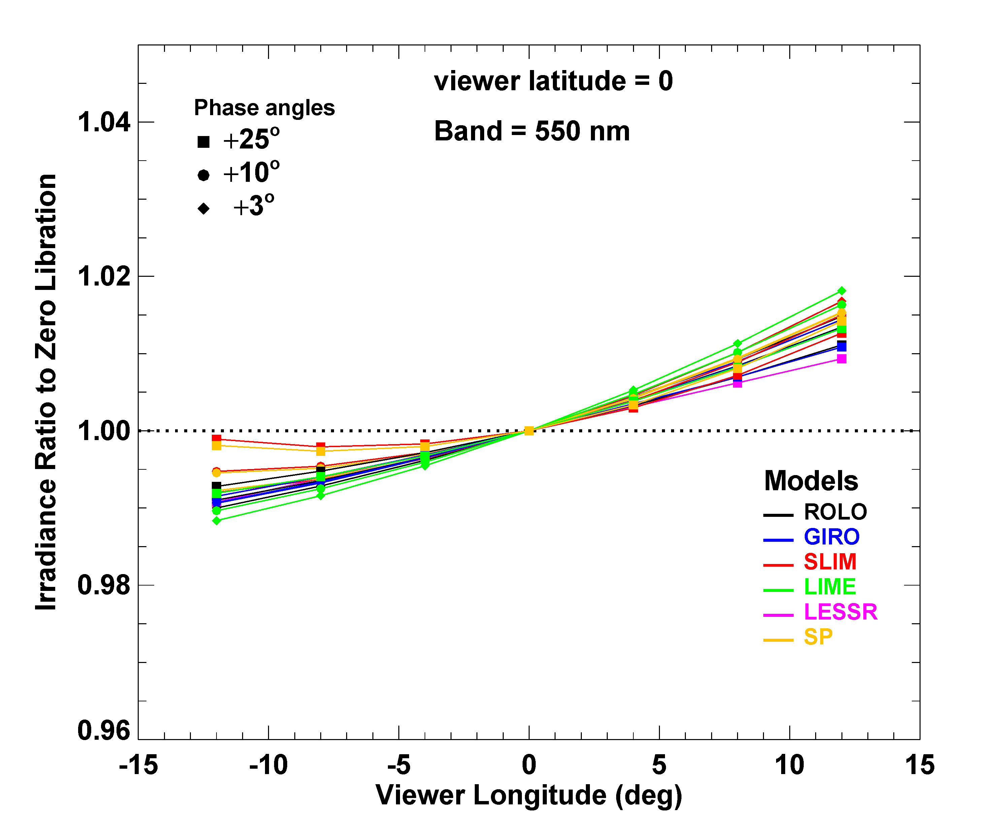 viewer latitude = 0
Band = 550 nm
Phase angles
+25°
+10°
+3°
1.04
1.02
1.00
0.98
0.96
Irradiance Ratio to Zero Libration
Models
ROLO
GIRO
SLIM
LIME
LESSR
SP
-15 -10 -5 0 5 10 15
Viewer Longitude (deg)